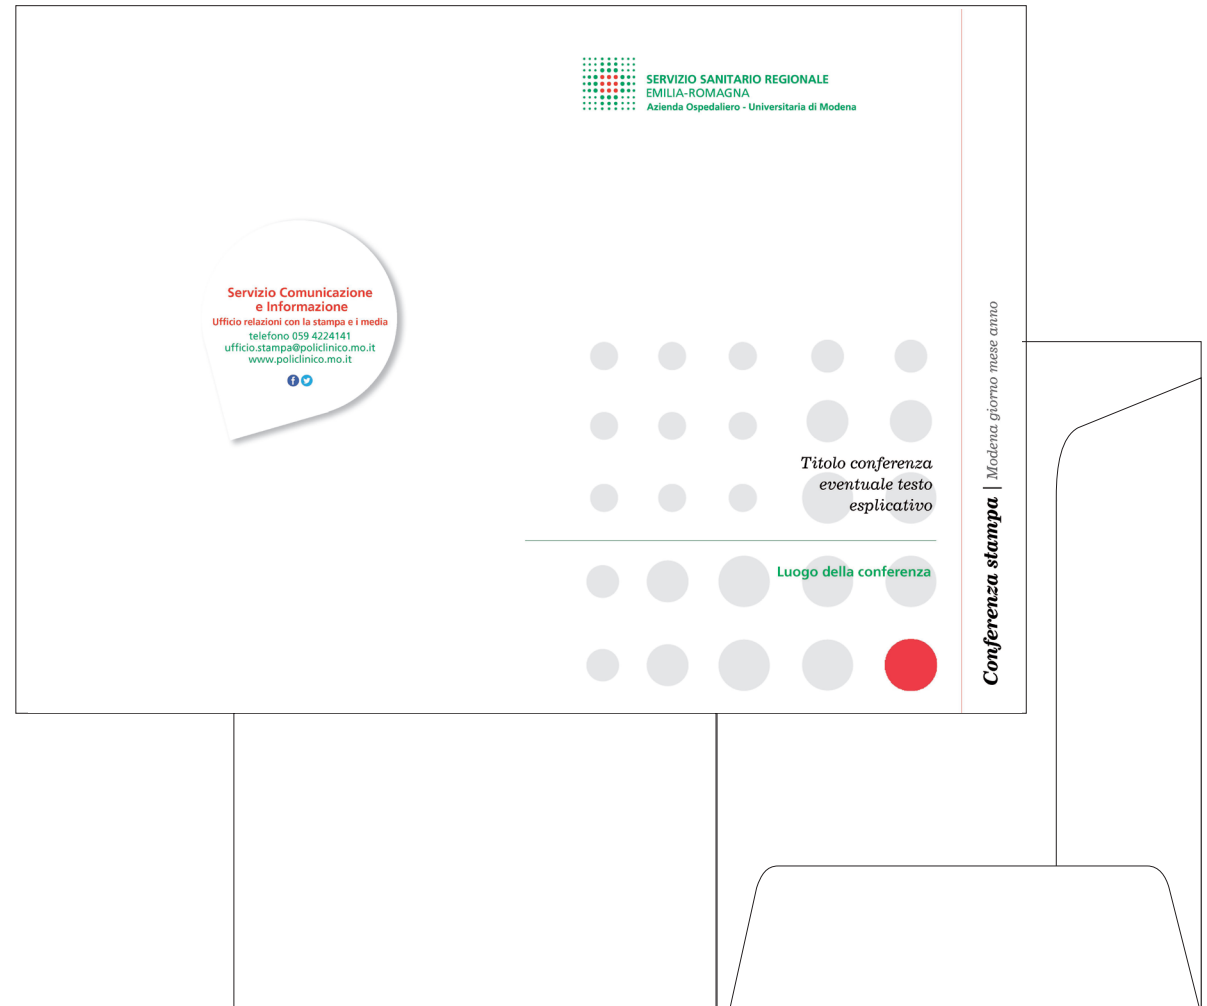 SERVIZIO SANITARIO REGIONALE
EMILIA-ROMAGNA
Azienda Ospedaliero - Universitaria di Modena
Servizio Comunicazione
e Informazione
Ufficio relazioni con la stampa e i media
telefono 059 4224141
ufficio.stampa@policlinico.mo.it
www.policlinico.mo.it
Titolo conferenza
eventuale testo
esplicativo
Luogo della conferenza
Conferenza stampa | Modena giorno mese anno